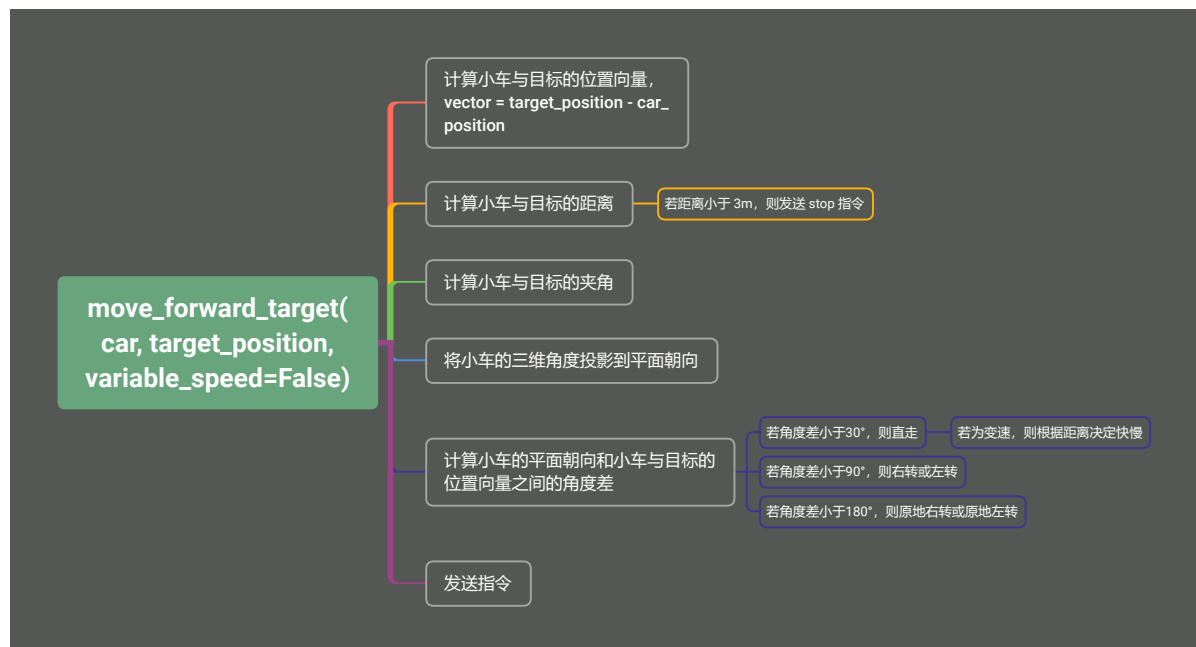 move_forward_target(
car, target_position,
variable_speed=False)
计算小车与目标的位置向量，
vector = target_position - car_
position
计算小车与目标的距离
若距离小于 3m，则发送 stop 指令
计算小车与目标的夹角
将小车的三维角度投影到平面朝向
计算小车的平面朝向和小车与目标的
位置向量之间的角度差
若角度差小于30°，则直走
若为变速，则根据距离决定快慢
若角度差小于90°，则右转或左转
若角度差小于180°，则原地右转或原地左转
发送指令